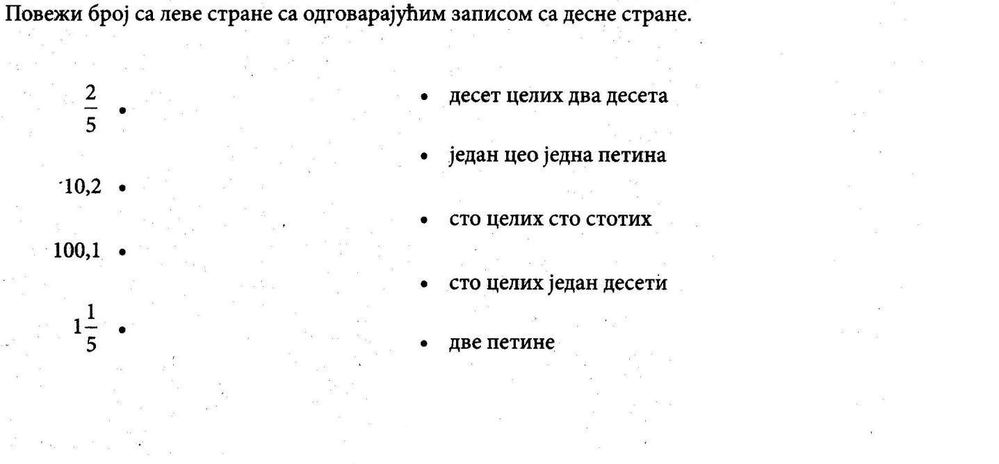 Повежи број са леве стране са одговарајућим записом са десне стране.
2/5 •
10,2 •
100,1 •
1 1/5 •
• десет целих два десета
• један цео једна петина
• сто целих сто стотих
• сто целих један десети
• две петине